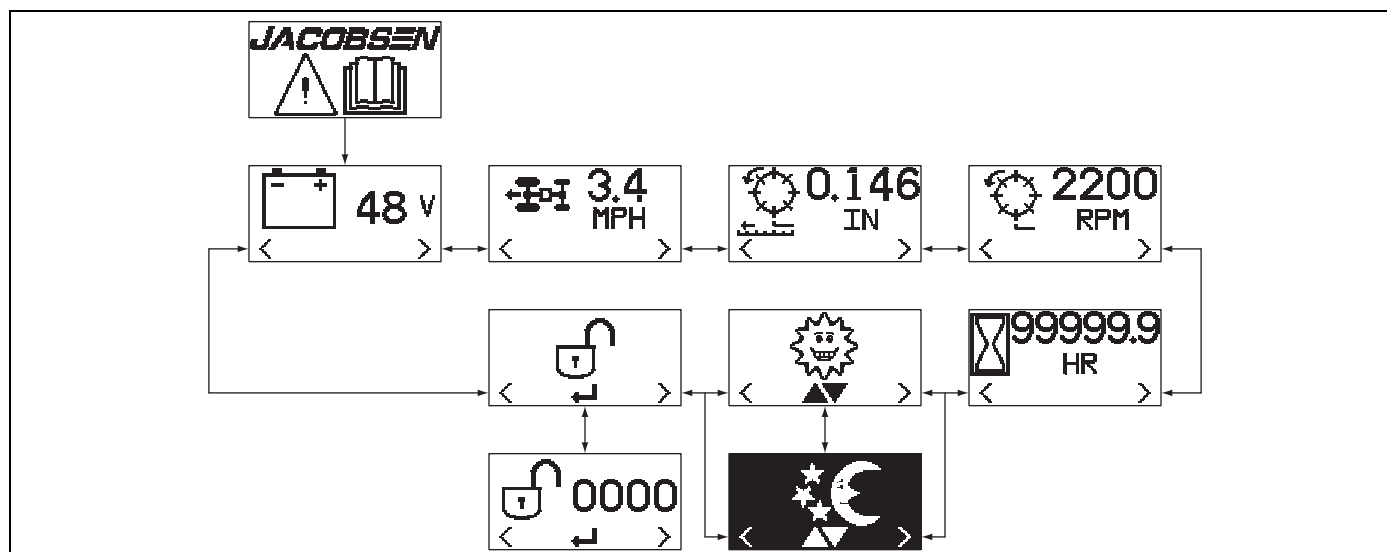 JACOBSEN
!
- +
48 V
< >
3.4
MPH
< >
0.146
IN
< >
2200
RPM
< >
< >
< >
99999.9
HR
< >
0000
< >
< >